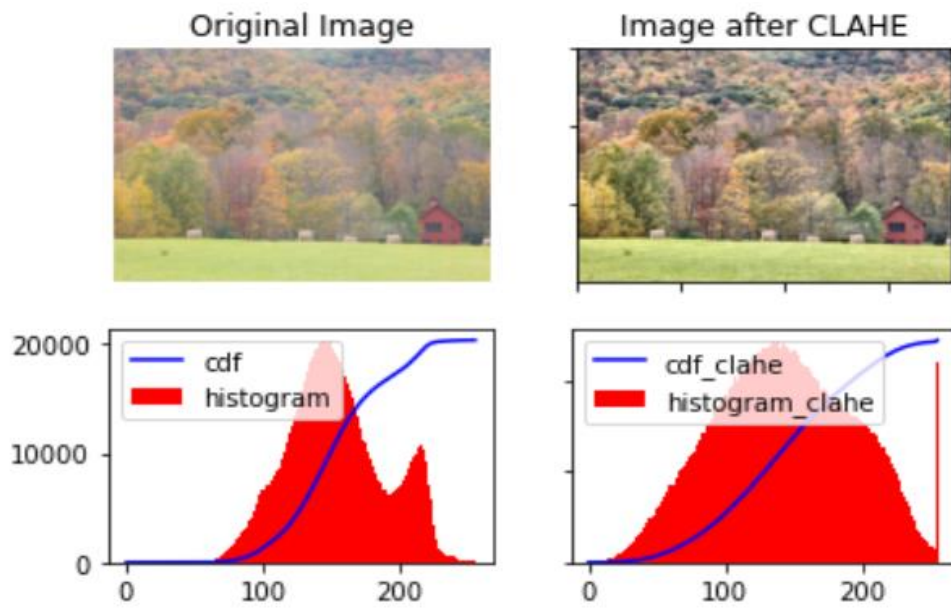 Original Image
Image after CLAHE
20000
10000
0
cdf
histogram
0
100
200
cdf_clahe
histogram_clahe
0
100
200